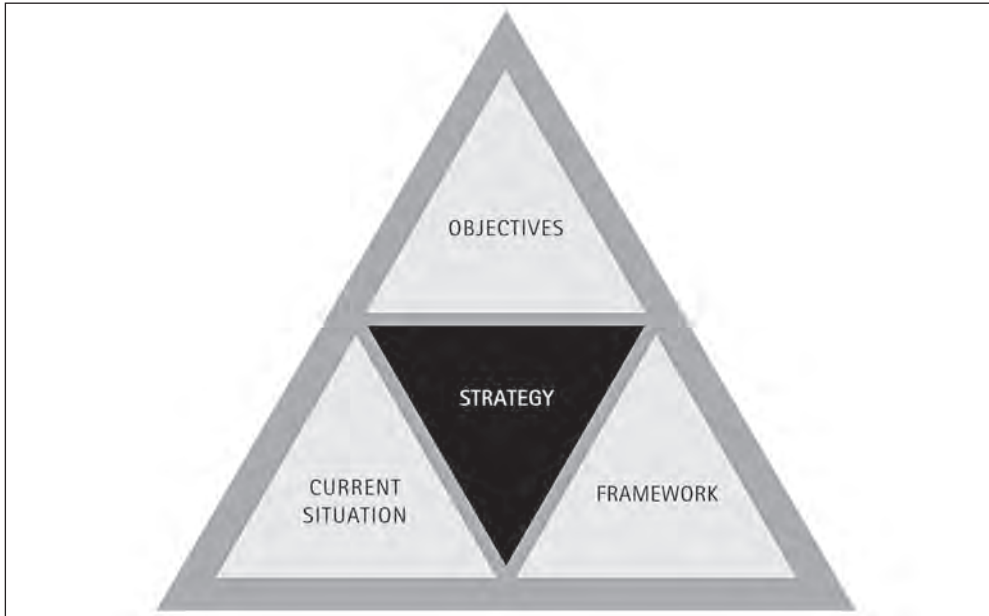 OBJECTIVES
STRATEGY
CURRENT
SITUATION
FRAMEWORK